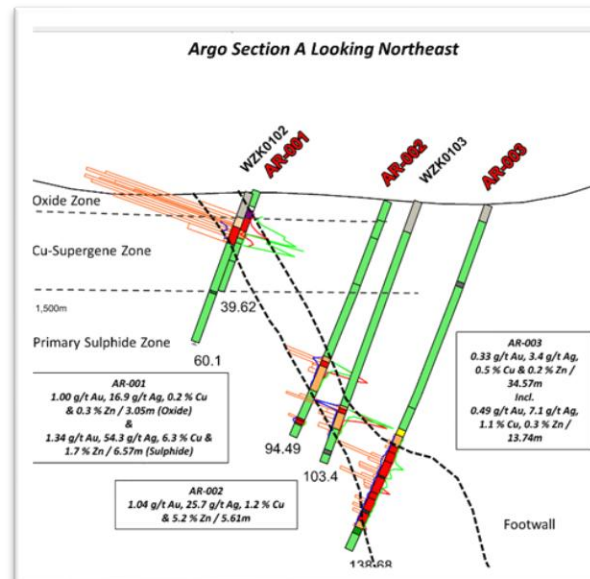 Argo Section A Looking Northeast
WZK0102
AR-001
AR-002
WZK0103
AR-003
Oxide Zone
Cu-Supergene Zone
1,500m
39.62
Primary Sulphide Zone
60.1
AR-001
1.00 g/t Au, 16.9 g/t Ag, 0.2 % Cu
& 0.3 % Zn / 3.05m (Oxide)
&
1.34 g/t Au, 54.3 g/t Ag, 6.3 % Cu &
1.7 % Zn / 6.57m (Sulphide)
AR-003
0.33 g/t Au, 3.4 g/t Ag,
0.5 % Cu & 0.2 % Zn /
34.57m
Incl.
0.49 g/t Au, 7.1 g/t Ag,
1.1 % Cu, 0.3 % Zn /
13.74m
94.49
103.4
AR-002
1.04 g/t Au, 25.7 g/t Ag, 1.2 % Cu
& 5.2 % Zn / 5.61m
Footwall
138.68